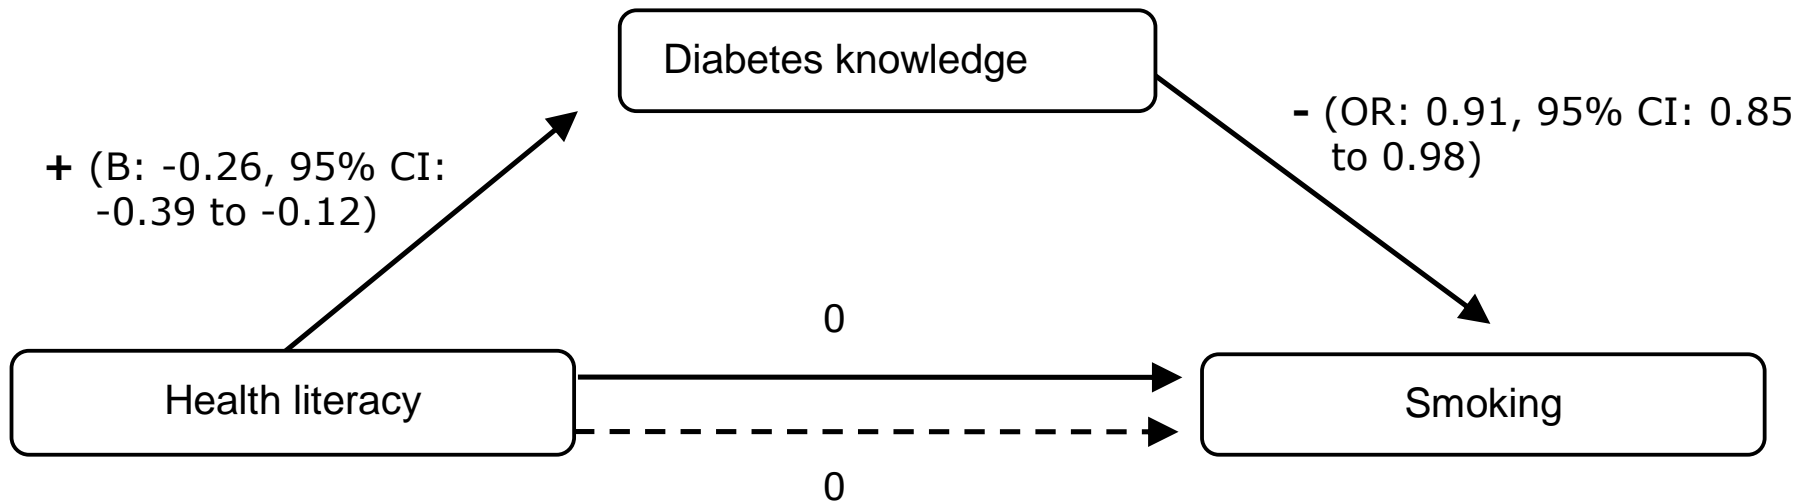 Diabetes knowledge
- (OR: 0.91, 95% CI: 0.85
to 0.98)
+ (B: -0.26, 95% CI:
-0.39 to -0.12)
0
Health literacy
Smoking
0